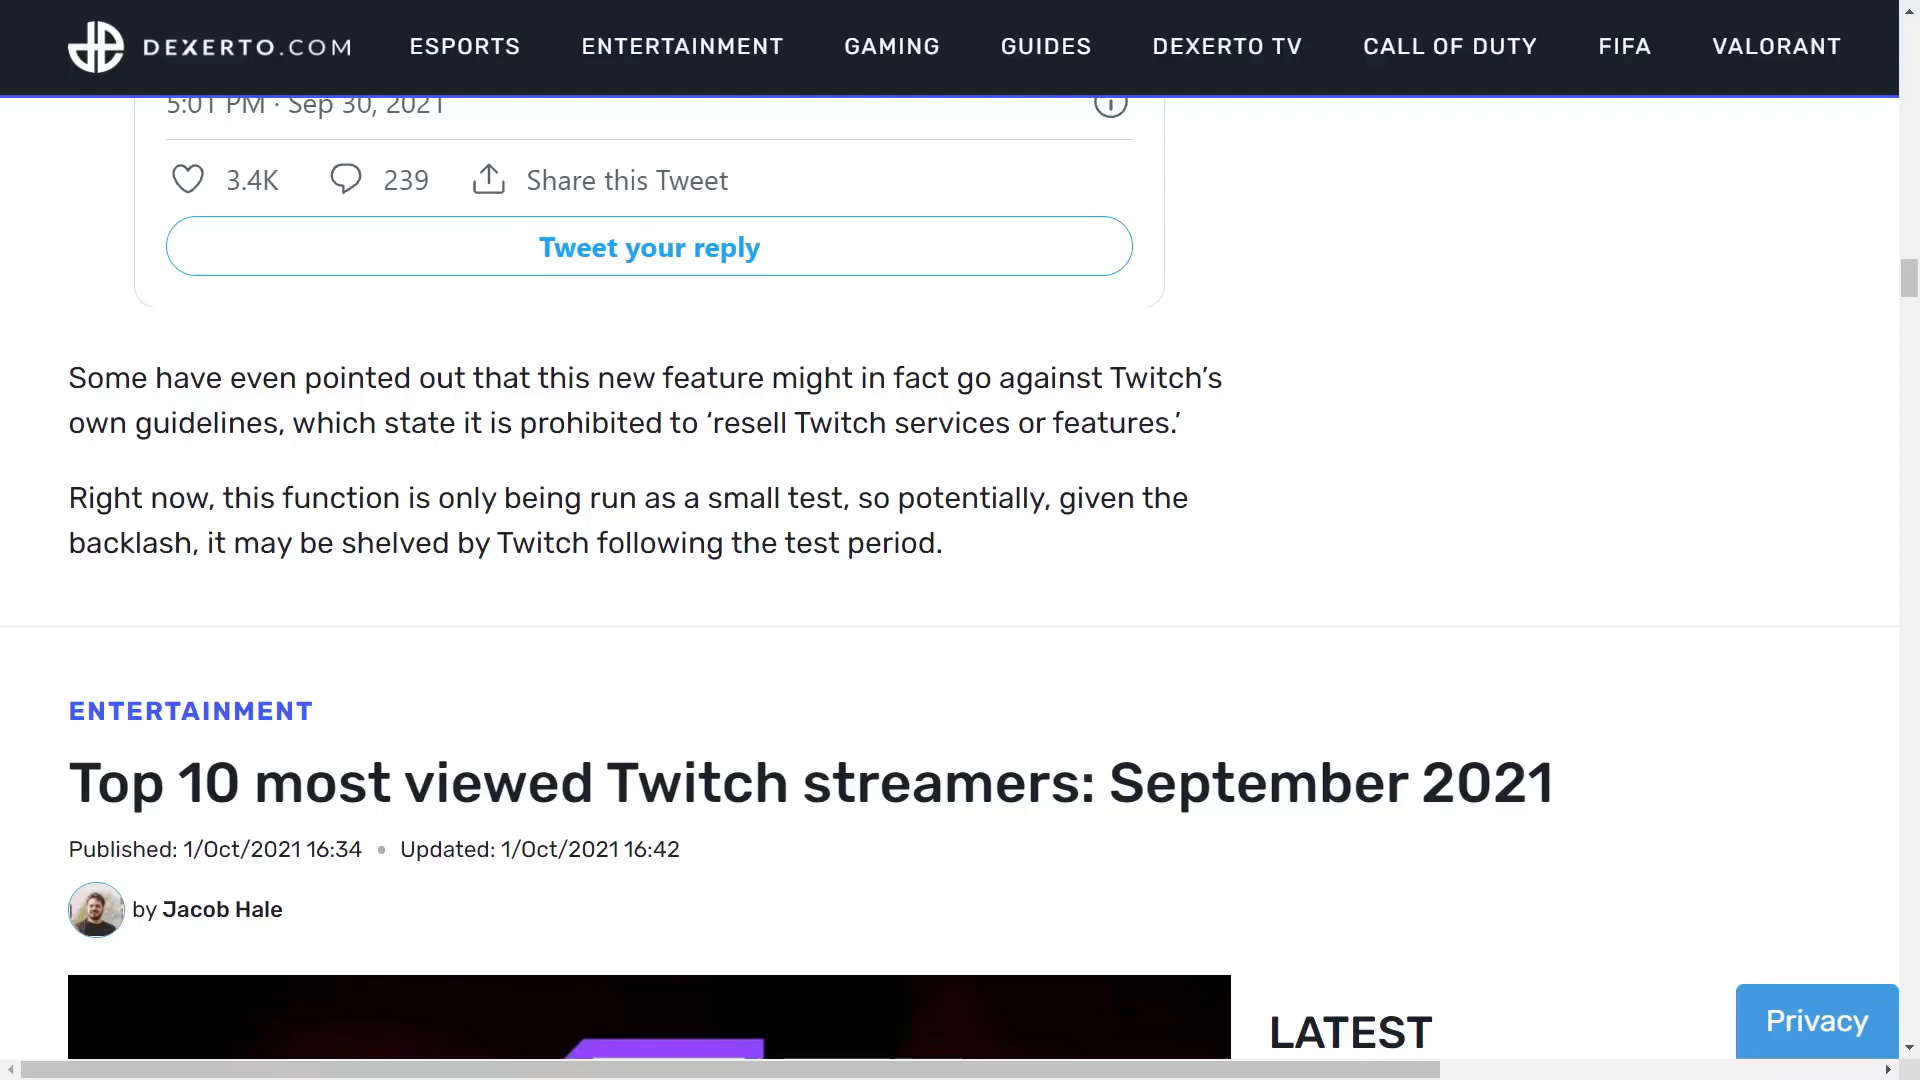 DEXERTO.COM ESPORTS ENTERTAINMENT GAMING GUIDES DEXERTO TV CALL OF DUTY FIFA VALORANT
5:01 PM · Sep 30, 2021
3.4K 239 Share this Tweet
Tweet your reply
Some have even pointed out that this new feature might in fact go against Twitch’s
own guidelines, which state it is prohibited to ‘resell Twitch services or features.’
Right now, this function is only being run as a small test, so potentially, given the
backlash, it may be shelved by Twitch following the test period.
ENTERTAINMENT
Top 10 most viewed Twitch streamers: September 2021
Published: 1/Oct/2021 16:34 • Updated: 1/Oct/2021 16:42
by Jacob Hale
LATEST
Privacy